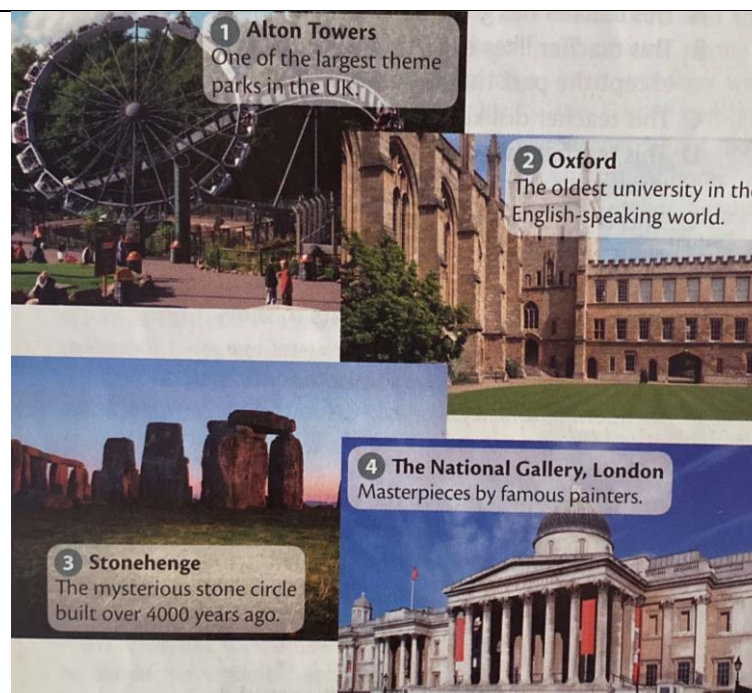 1 Alton Towers
One of the largest theme
parks in the UK.
2 Oxford
The oldest university in the
English-speaking world.
3 Stonehenge
The mysterious stone circle
built over 4000 years ago.
4 The National Gallery, London
Masterpieces by famous painters.